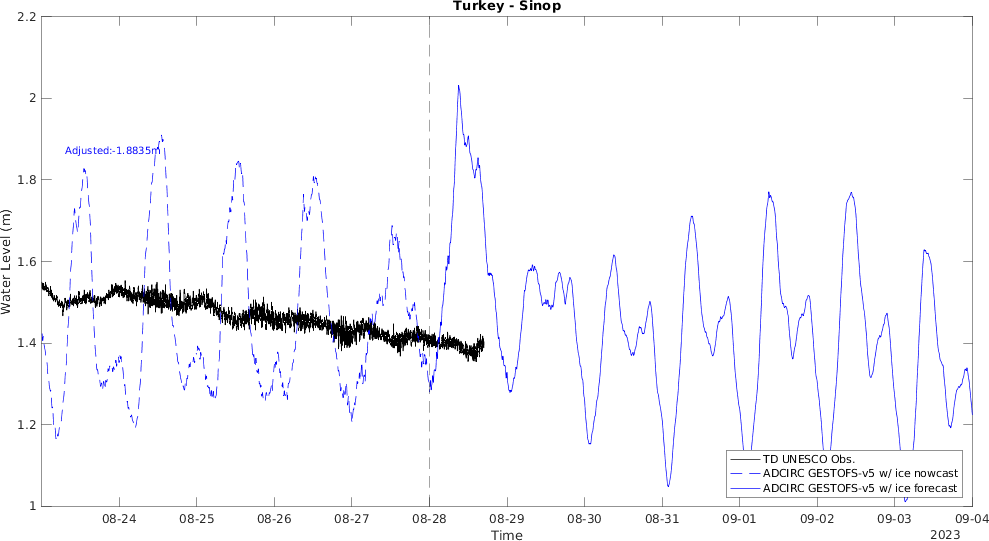 Turkey - Sinop
2.2
2
1.8
1.6
1.4
1.2
1
Water Level (m)
Adjusted:-1.8835m
TD UNESCO Obs.
ADCIRC GESTOFS-v5 w/ ice nowcast
ADCIRC GESTOFS-v5 w/ ice forecast
08-24 08-25 08-26 08-27 08-28 08-29 08-30 08-31 09-01 09-02 09-03 09-04
Time
2023